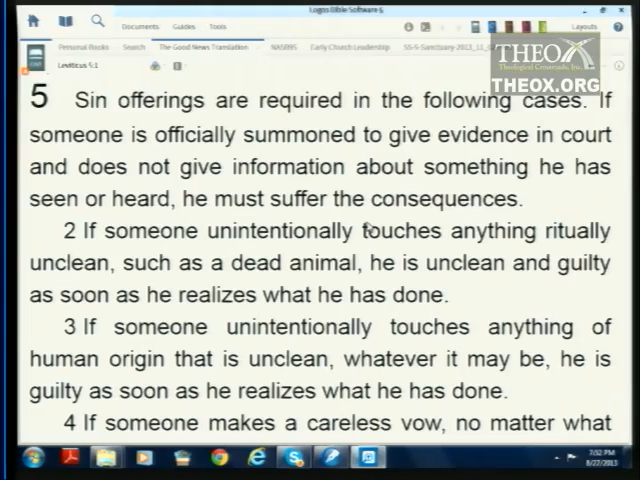 Logos Bible Software 5
Documents Guides Tools
Layouts
Personal Books Search The Good News Translation NASB95 Early Church Leadership
Leviticus 5:1
THEOX
THEOX.ORG
5 Sin offerings are required in the following cases. If
someone is officially summoned to give evidence in court
and does not give information about something he has
seen or heard, he must suffer the consequences.
2 If someone unintentionally touches anything ritually
unclean, such as a dead animal, he is unclean and guilty
as soon as he realizes what he has done.
3 If someone unintentionally touches anything of
human origin that is unclean, whatever it may be, he is
guilty as soon as he realizes what he has done.
4 If someone makes a careless vow, no matter what
7:52 PM
8/27/2013